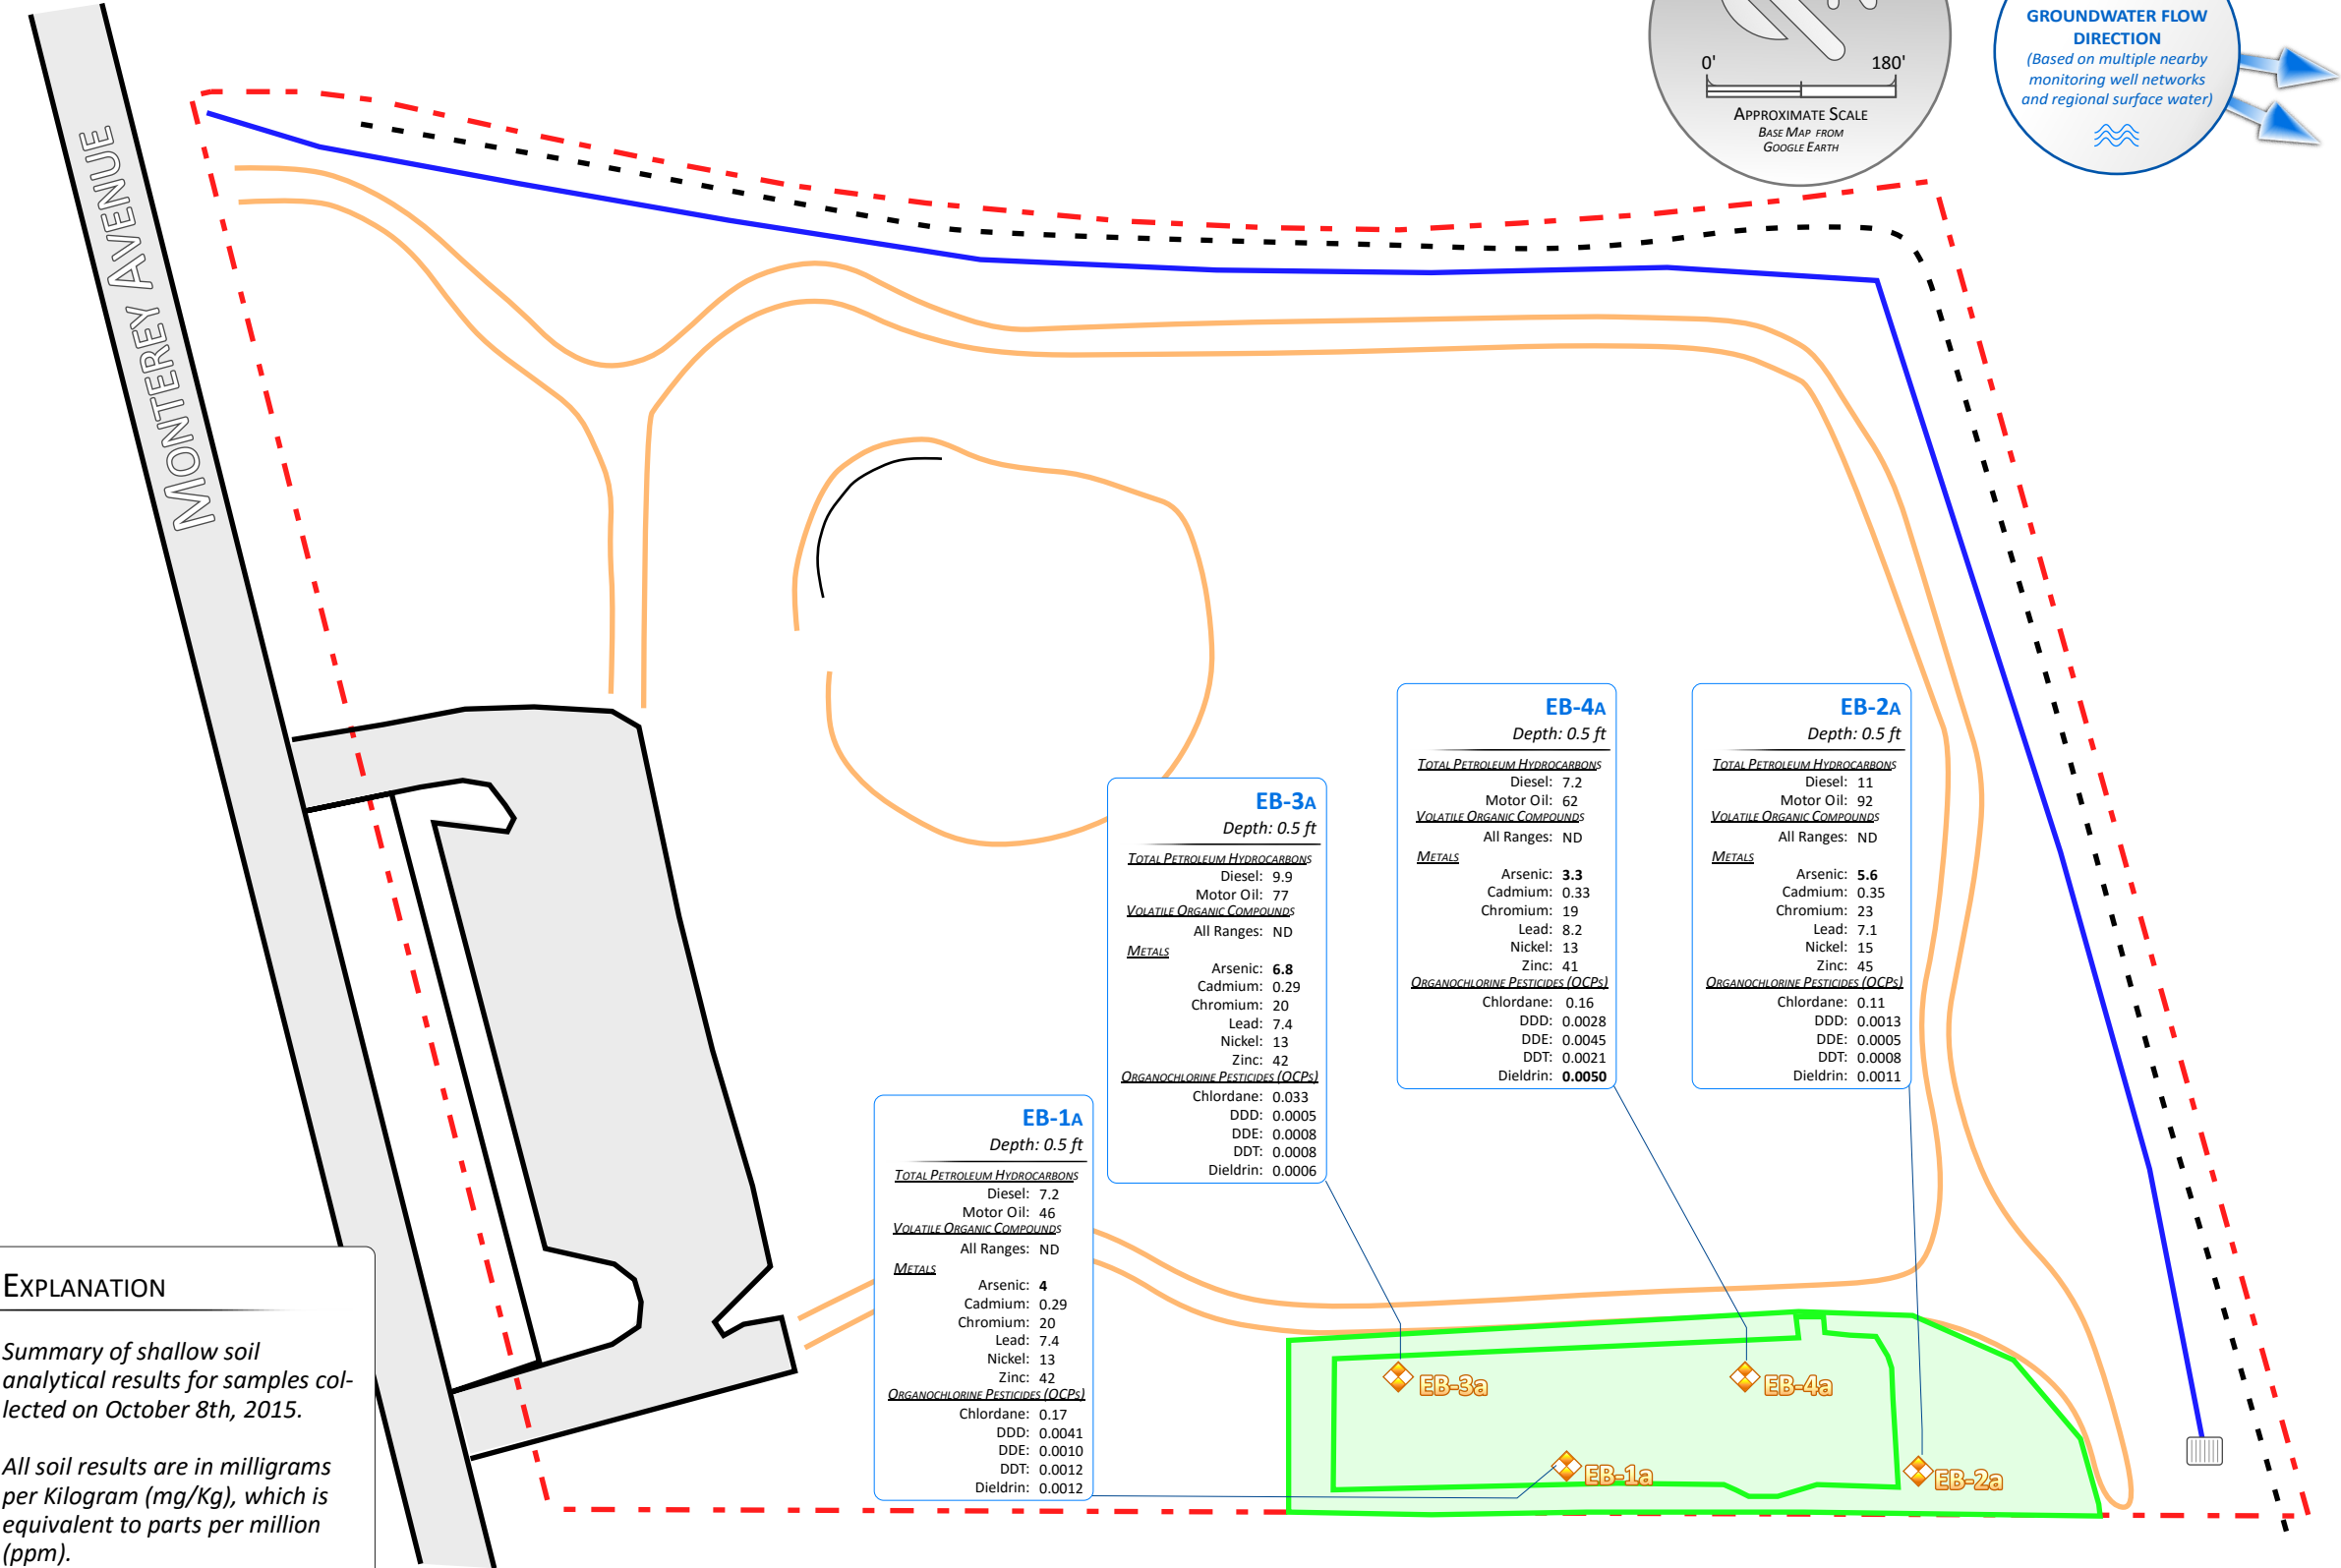 GROUNDWATER FLOW
DIRECTION
(Based on multiple nearby
monitoring well networks
and regional surface water)
0' 180'
APPROXIMATE SCALE
BASE MAP FROM
GOOGLE EARTH
MONTEREY AVENUE
EB-4A
Depth: 0.5 ft
TOTAL PETROLEUM HYDROCARBONS
Diesel: 7.2
Motor Oil: 62
VOLATILE ORGANIC COMPOUNDS
All Ranges: ND
METALS
Arsenic: 3.3
Cadmium: 0.33
Chromium: 19
Lead: 8.2
Nickel: 13
Zinc: 41
ORGANOCHLORINE PESTICIDES (OCPS)
Chlordane: 0.16
DDD: 0.0028
DDE: 0.0045
DDT: 0.0021
Dieldrin: 0.0050
EB-2A
Depth: 0.5 ft
TOTAL PETROLEUM HYDROCARBONS
Diesel: 11
Motor Oil: 92
VOLATILE ORGANIC COMPOUNDS
All Ranges: ND
METALS
Arsenic: 5.6
Cadmium: 0.35
Chromium: 23
Lead: 7.1
Nickel: 15
Zinc: 45
ORGANOCHLORINE PESTICIDES (OCPS)
Chlordane: 0.11
DDD: 0.0013
DDE: 0.0005
DDT: 0.0008
Dieldrin: 0.0011
EB-3A
Depth: 0.5 ft
TOTAL PETROLEUM HYDROCARBONS
Diesel: 9.9
Motor Oil: 77
VOLATILE ORGANIC COMPOUNDS
All Ranges: ND
METALS
Arsenic: 6.8
Cadmium: 0.29
Chromium: 20
Lead: 7.4
Nickel: 13
Zinc: 42
ORGANOCHLORINE PESTICIDES (OCPS)
Chlordane: 0.033
DDD: 0.0005
DDE: 0.0008
DDT: 0.0008
Dieldrin: 0.0006
EB-1A
Depth: 0.5 ft
TOTAL PETROLEUM HYDROCARBONS
Diesel: 7.2
Motor Oil: 46
VOLATILE ORGANIC COMPOUNDS
All Ranges: ND
METALS
Arsenic: 4
Cadmium: 0.29
Chromium: 20
Lead: 7.4
Nickel: 13
Zinc: 42
ORGANOCHLORINE PESTICIDES (OCPS)
Chlordane: 0.17
DDD: 0.0041
DDE: 0.0010
DDT: 0.0012
Dieldrin: 0.0012
EXPLANATION
Summary of shallow soil
analytical results for samples col-
lected on October 8th, 2015.
All soil results are in milligrams
per Kilogram (mg/Kg), which is
equivalent to parts per million
(ppm).
EB-3a
EB-4a
EB-1a
EB-2a